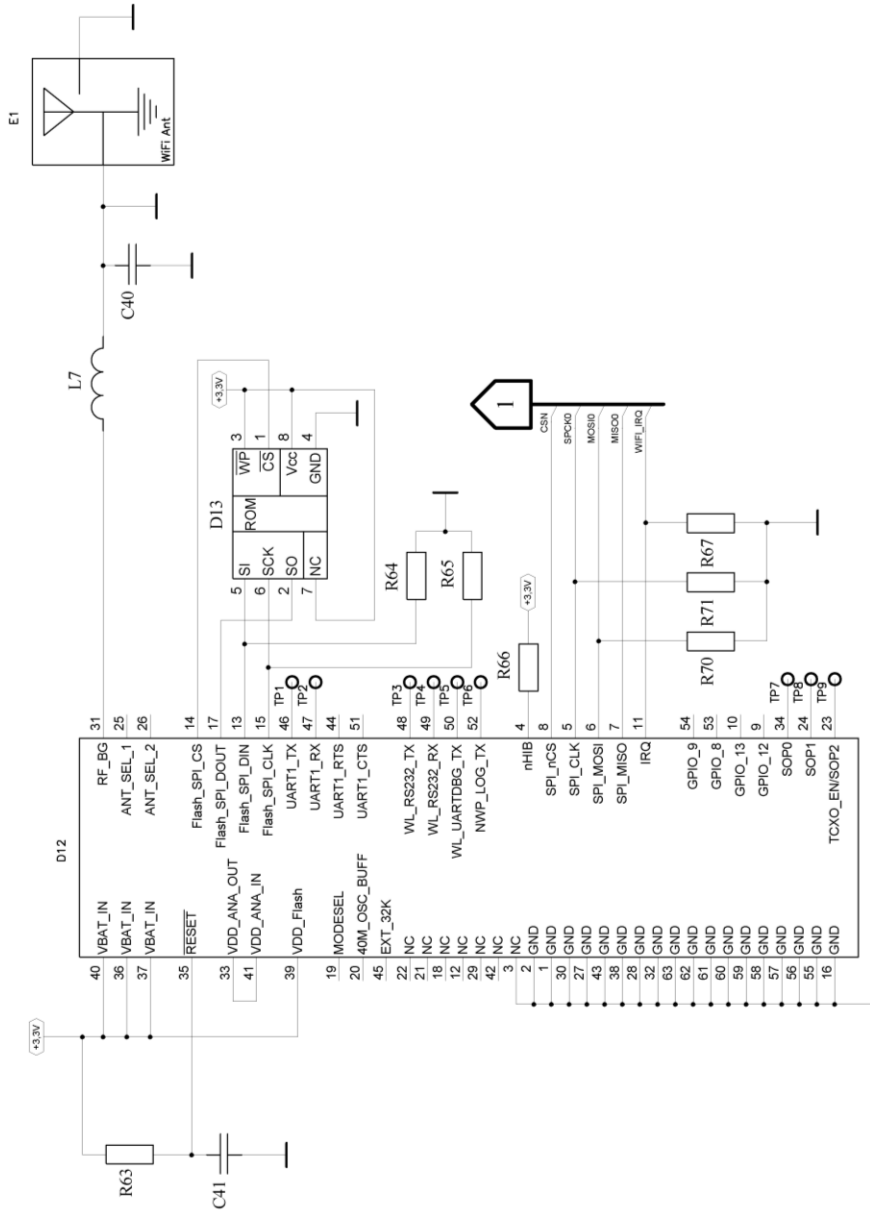 +3,3V
R63
C41
D12
40 VBAT_IN
36 VBAT_IN
37 VBAT_IN
35 RESET
33 VDD_ANA_OUT
41 VDD_ANA_IN
39 VDD_Flash
19 MODESEL
20 40M_OSC_BUFF
45 EXT_32K
22 NC
21 NC
18 NC
12 NC
29 NC
42 NC
3 NC
2 GND
1 GND
30 GND
27 GND
43 GND
38 GND
28 GND
32 GND
63 GND
62 GND
61 GND
60 GND
59 GND
58 GND
57 GND
56 GND
55 GND
16 GND
RF_BG 31
ANT_SEL_1 25
ANT_SEL_2 26
Flash_SPI_CS 14
Flash_SPI_DOUT 17
Flash_SPI_DIN 13
Flash_SPI_CLK 15
UART1_TX 46 TP1
UART1_RX 47 TP2
UART1_RTS 44
UART1_CTS 51
WL_RS232_TX 48 TP3
WL_RS232_RX 49 TP4
WL_UARTDBG_TX 50 TP5
NWP_LOG_TX 52 TP6
nHIB 4
SPI_nCS 8
SPI_CLK 5
SPI_MOSI 6
SPI_MISO 7
IRQ 11
GPIO_9 54
GPIO_8 53
GPIO_13 10
GPIO_12 9
SOP0 34 TP7
SOP1 24 TP8
TCXO_EN/SOP2 23 TP9
L7
C40
E1
WiFi Ant
D13
ROM
5 SI
6 SCK
2 SO
7 NC
WP 3
CS 1
Vcc 8
GND 4
+3,3V
R64
R65
R66
+3,3V
CSN
SPCK0
MOSI0
MISO0
WIFI_IRQ
1
R70
R71
R67